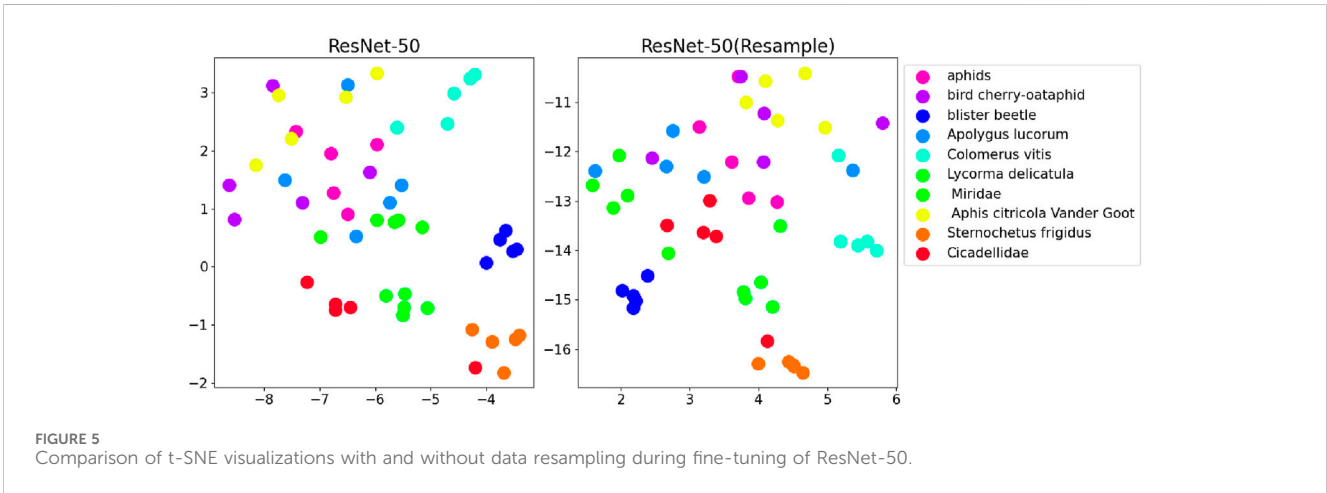 ResNet-50
ResNet-50(Resample)
3
2
1
0
−1
−2
−8
−7
−6
−5
−4
−11
−12
−13
−14
−15
−16
2
3
4
5
6
aphids
bird cherry-oataphid
blister beetle
Apolygus lucorum
Colomerus vitis
Lycorma delicatula
Miridae
Aphis citricola Vander Goot
Sternochetus frigidus
Cicadellidae
FIGURE 5
Comparison of t-SNE visualizations with and without data resampling during fine-tuning of ResNet-50.